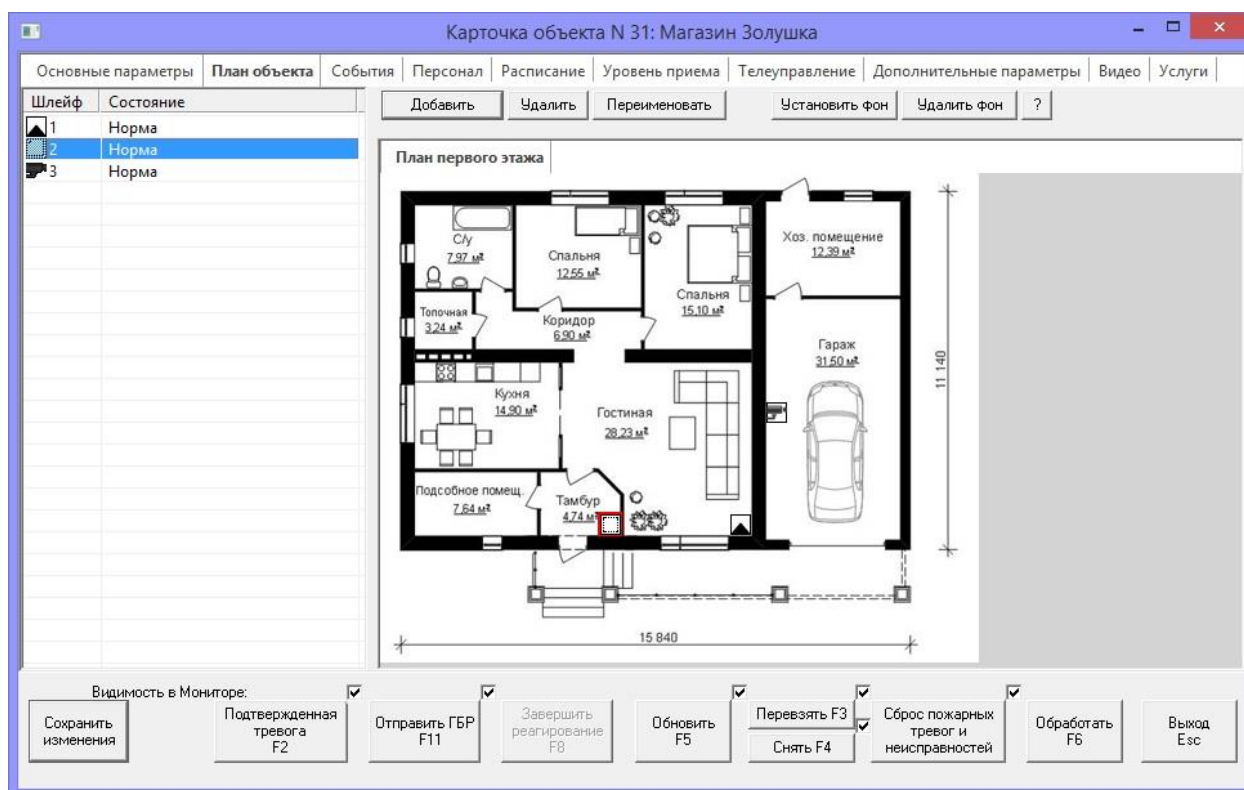 Карточка объекта N 31: Магазин Золушка
Основные параметры План объекта События Персонал Расписание Уровень приема Телеуправление Дополнительные параметры Видео Услуги
Шлейф Состояние
1 Норма
2 Норма
3 Норма
Добавить Удалить Переименовать Установить фон Удалить фон ?
План первого этажа
С/у
7.97 м²
Спальня
12.55 м²
Спальня
15.10 м²
Хоз. помещение
12.39 м²
Топочная
3.24 м²
Коридор
6.90 м²
Гараж
31.50 м²
11 140
Кухня
14.90 м²
Гостиная
28.23 м²
Подсобное помещ.
7.64 м²
Тамбур
4.74 м²
15 840
Видимость в Мониторе:
Сохранить
изменения
Подтвержденная
тревога
F2
Отправить ГБР
F11
Завершить
реагирование
F8
Обновить
F5
Перевзять F3
Снять F4
Сброс пожарных
тревог и
неисправностей
Обработать
F6
Выход
Esc